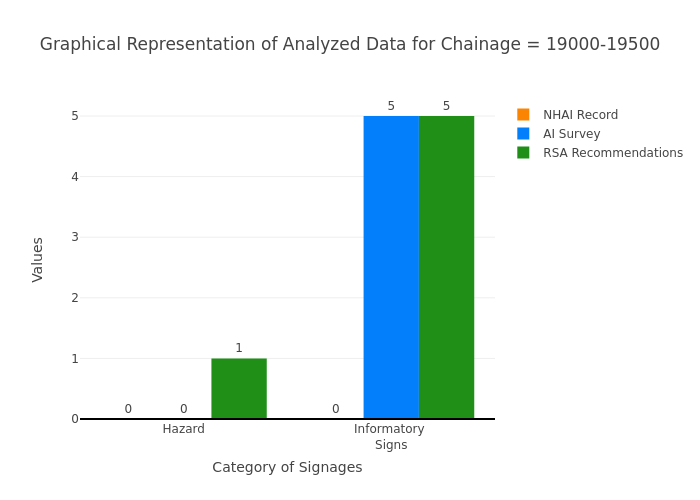 Graphical Representation of Analyzed Data for Chainage = 19000-19500
NHAI Record
AI Survey
RSA Recommendations
Values
5
4
3
2
1
0
0
0
1
0
5
5
Hazard
Informatory
Signs
Category of Signages